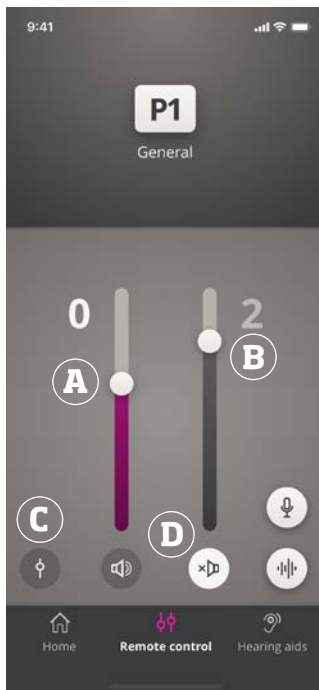 9:41
P1
General
0
2
A
B
C
D
Home
Remote control
Hearing aids